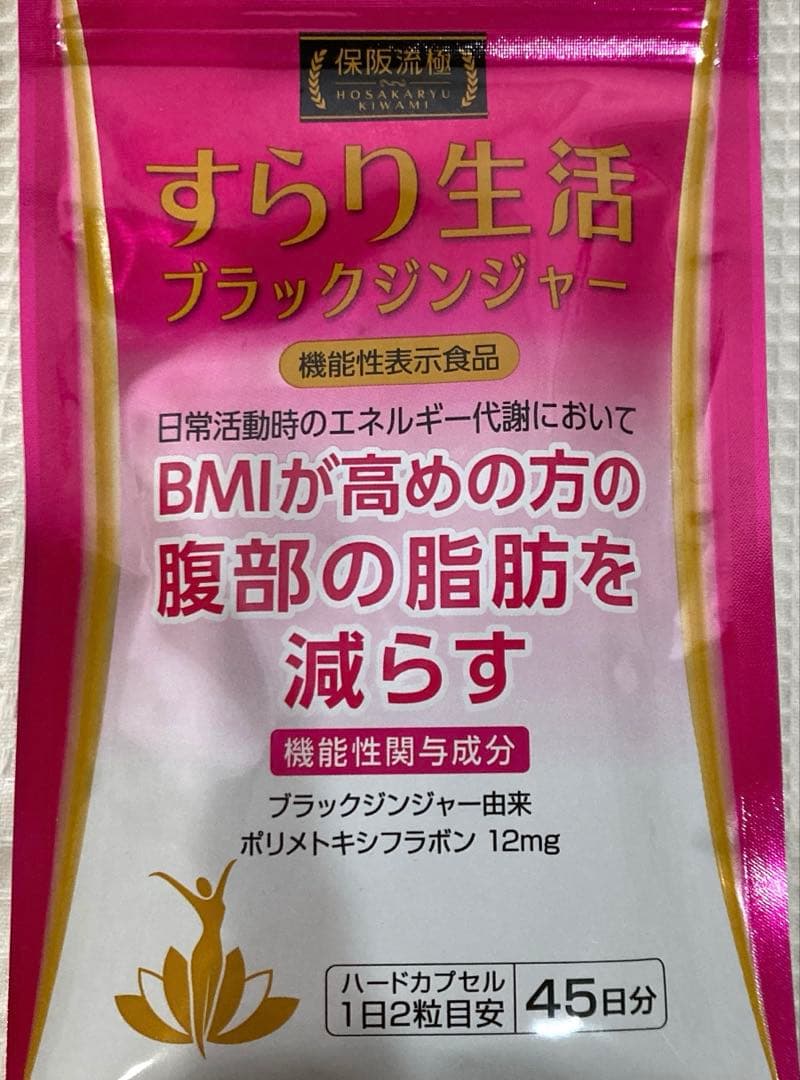 保阪流極
HOSAKARYU
KIWAMI
すらり生活
ブラックジンジャー
機能性表示食品
日常活動時のエネルギー代謝において
BMIが高めの方の
腹部の脂肪を
減らす
機能性関与成分
ブラックジンジャー由来
ポリメトキシフラボン 12mg
ハードカプセル
1日2粒目安
45日分